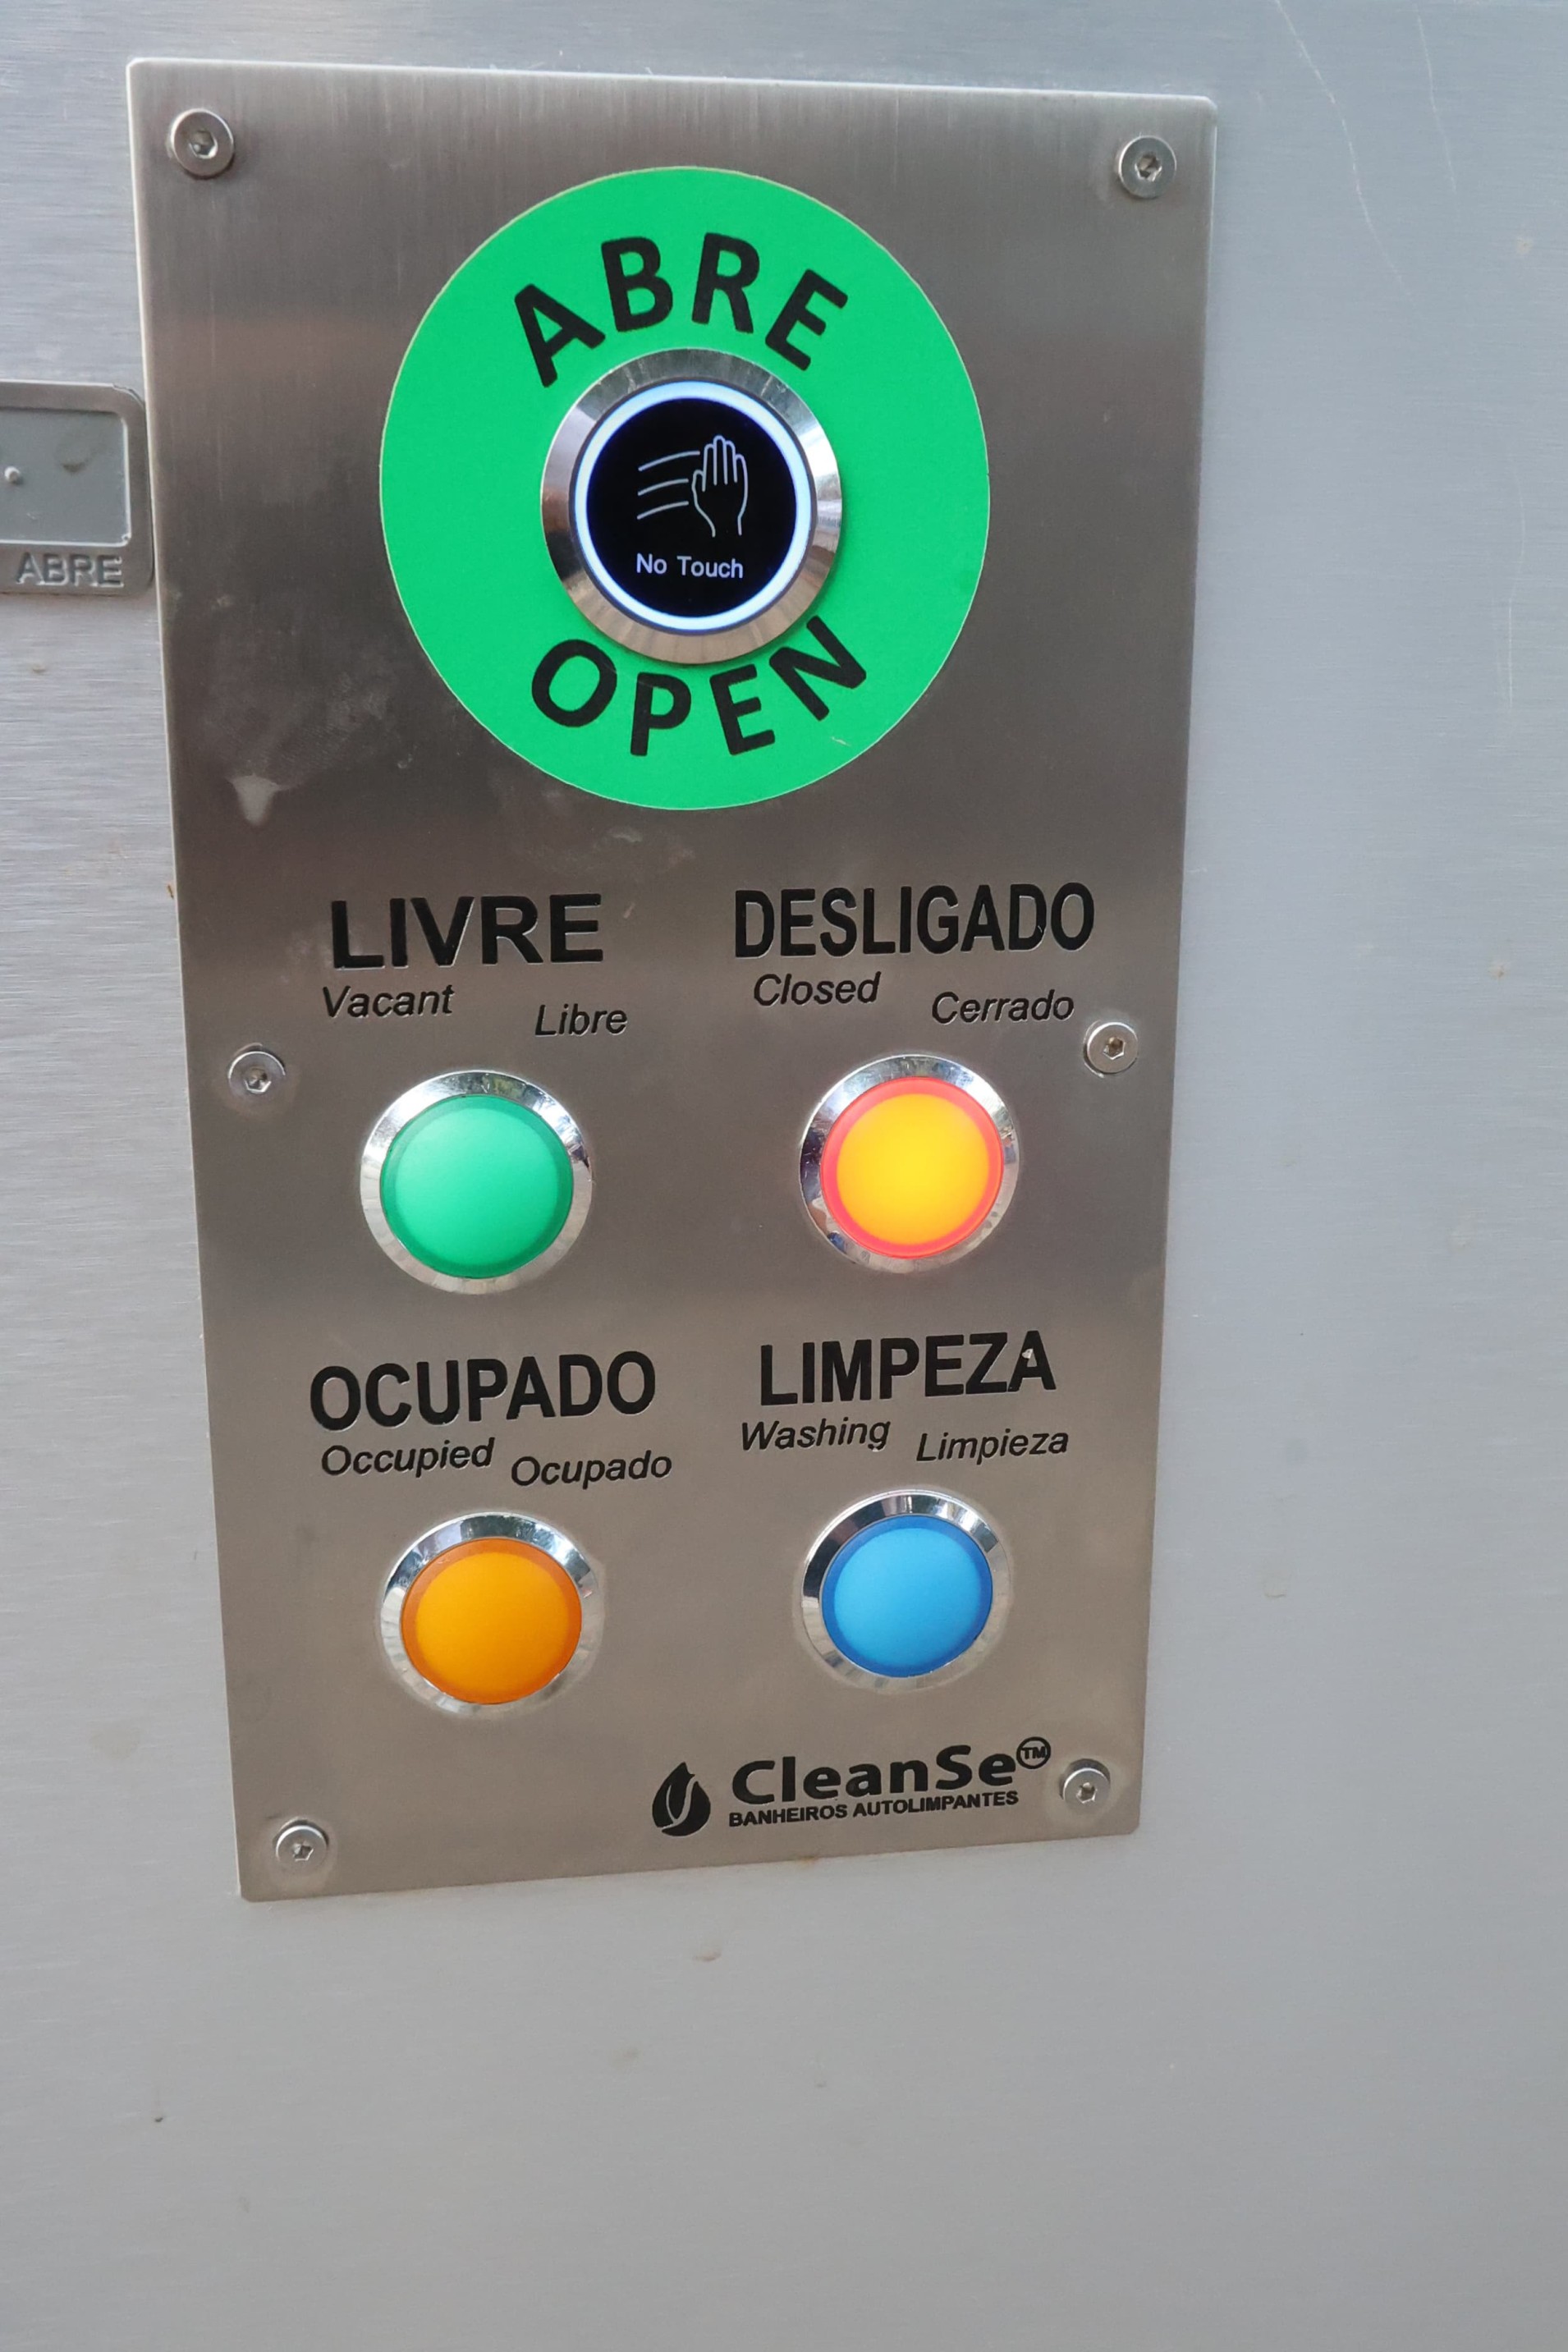 ABRE
No Touch
OPEN
ABRE
LIVRE
Vacant Libre
DESLIGADO
Closed Cerrado
OCUPADO
Occupied Ocupado
LIMPEZA
Washing Limpieza
CleanSe™
BANHEIROS AUTOLIMPANTES